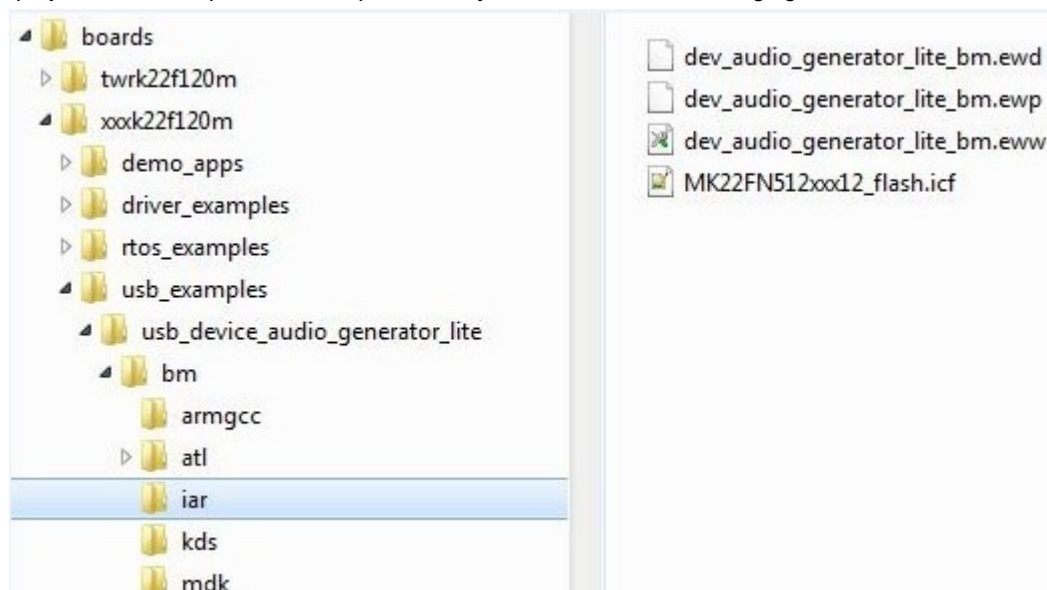 boards
twrk22f120m
xxxk22f120m
demo_apps
driver_examples
rtos_examples
usb_examples
usb_device_audio_generator_lite
bm
armgcc
atl
iar
kds
mdk
dev_audio_generator_lite_bm.ewd
dev_audio_generator_lite_bm.ewp
dev_audio_generator_lite_bm.eww
MK22FN512xxx12_flash.icf